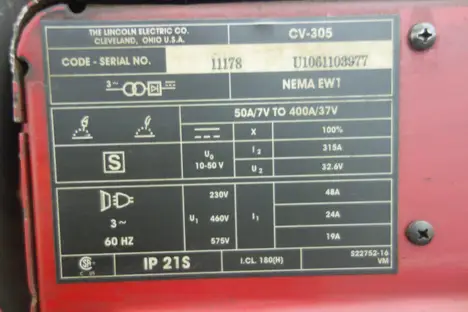 THE LINCOLN ELECTRIC CO.
CLEVELAND, OHIO U.S.A.
CV-305
CODE - SERIAL NO. 11178 U1061103977
3~
NEMA EW1
50A/7V TO 400A/37V
X 100%
S
U0 10-50 V
I2 315A
U2 32.6V
3~
60 HZ
U1
230V
460V
575V
I1
48A
24A
19A
IP 21S
I.CL. 180(H)
S22752-16
VM